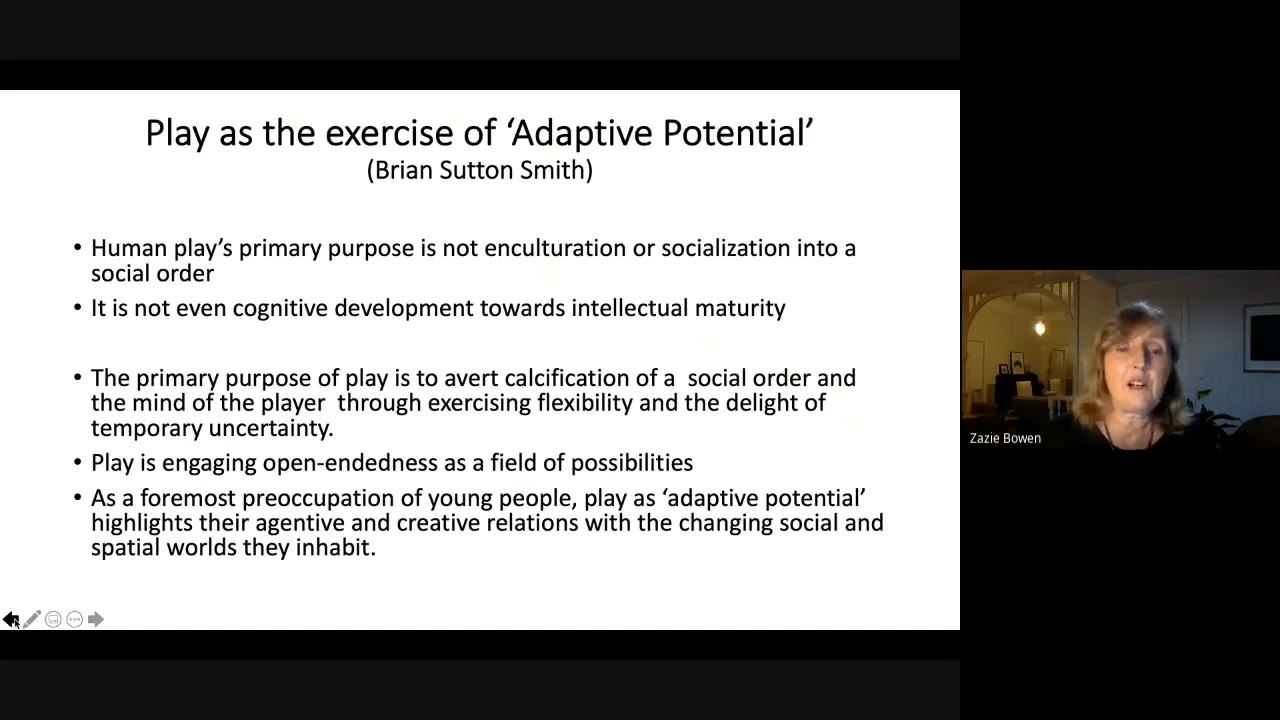 Play as the exercise of ‘Adaptive Potential’
(Brian Sutton Smith)
• Human play’s primary purpose is not enculturation or socialization into a
social order
• It is not even cognitive development towards intellectual maturity
• The primary purpose of play is to avert calcification of a  social order and
the mind of the player  through exercising flexibility and the delight of
temporary uncertainty.
• Play is engaging open-endedness as a field of possibilities
• As a foremost preoccupation of young people, play as ‘adaptive potential’
highlights their agentive and creative relations with the changing social and
spatial worlds they inhabit.
Zazie Bowen